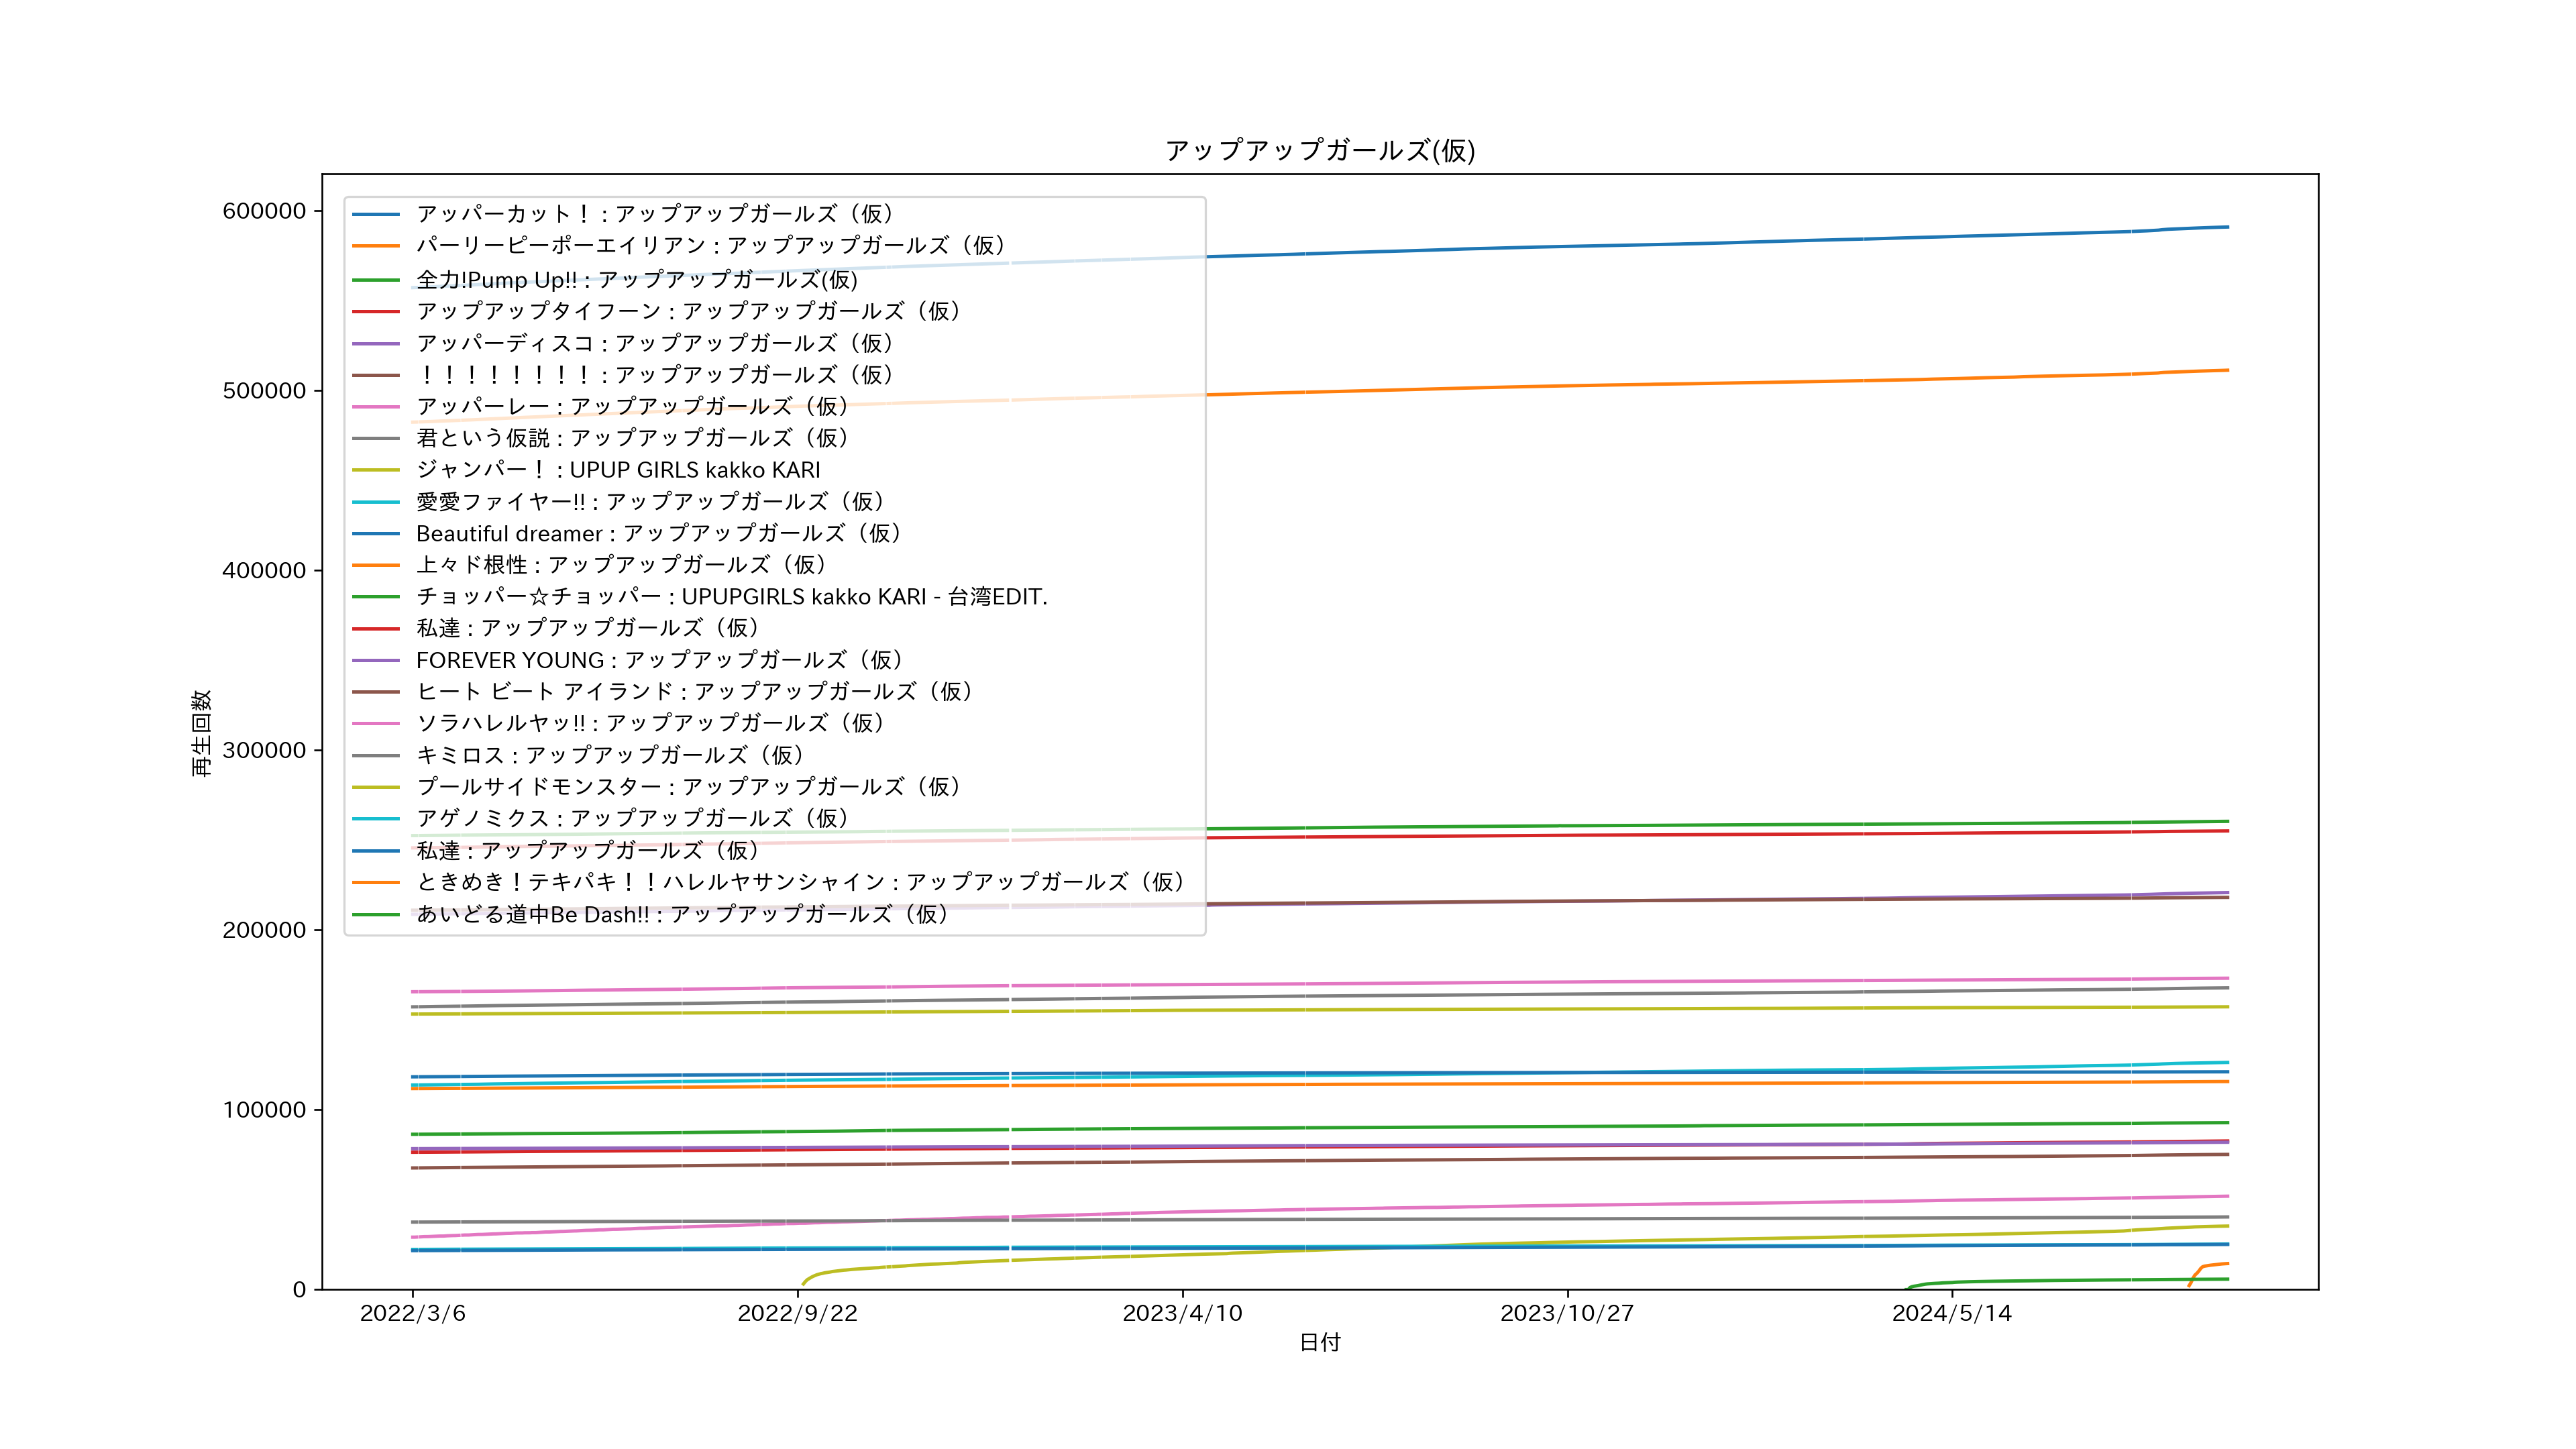 アップアップガールズ(仮)
600000
500000
400000
300000
200000
100000
0
再生回数
アッパーカット！ : アップアップガールズ（仮）
パーリーピーポーエイリアン : アップアップガールズ（仮）
全力!Pump Up!! : アップアップガールズ(仮)
アップアップタイフーン : アップアップガールズ（仮）
アッパーディスコ : アップアップガールズ（仮）
！！！！！！！！ : アップアップガールズ（仮）
アッパーレー : アップアップガールズ（仮）
君という仮説 : アップアップガールズ（仮）
ジャンパー！ : UPUP GIRLS kakko KARI
愛愛ファイヤー!! : アップアップガールズ（仮）
Beautiful dreamer : アップアップガールズ（仮）
上々ド根性 : アップアップガールズ（仮）
チョッパー☆チョッパー : UPUPGIRLS kakko KARI - 台湾EDIT.
私達 : アップアップガールズ（仮）
FOREVER YOUNG : アップアップガールズ（仮）
ヒート ビート アイランド : アップアップガールズ（仮）
ソラハレルヤッ!! : アップアップガールズ（仮）
キミロス : アップアップガールズ（仮）
プールサイドモンスター : アップアップガールズ（仮）
アゲノミクス : アップアップガールズ（仮）
私達 : アップアップガールズ（仮）
ときめき！テキパキ！！ハレルヤサンシャイン : アップアップガールズ（仮）
あいどる道中Be Dash!! : アップアップガールズ（仮）
2022/3/6
2022/9/22
2023/4/10
2023/10/27
2024/5/14
日付